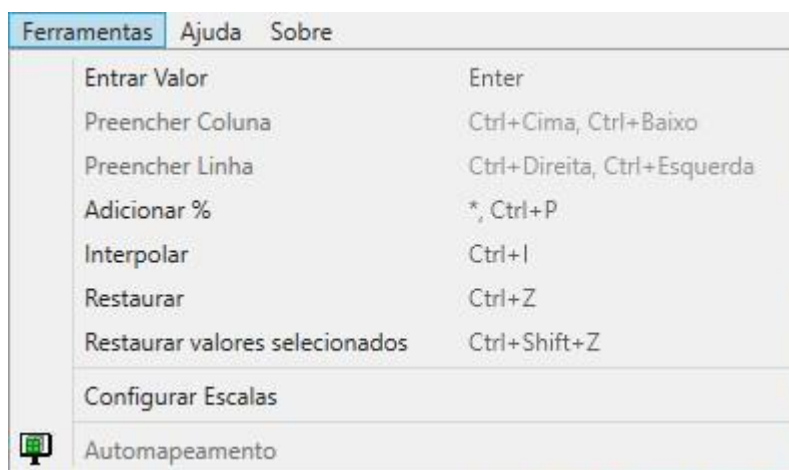 Ferramentas Ajuda Sobre
Entrar Valor Enter
Preencher Coluna Ctrl+Cima, Ctrl+Baixo
Preencher Linha Ctrl+Direita, Ctrl+Esquerda
Adicionar % *, Ctrl+P
Interpolar Ctrl+I
Restaurar Ctrl+Z
Restaurar valores selecionados Ctrl+Shift+Z
Configurar Escalas
Automapeamento